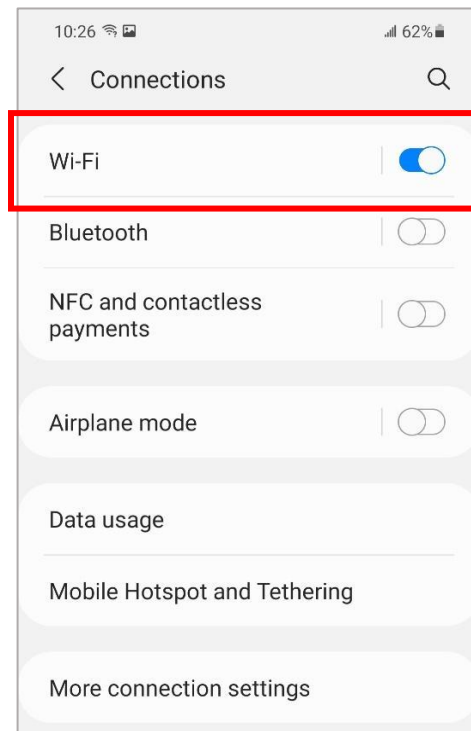 10:26 62%
Connections
Wi-Fi
Bluetooth
NFC and contactless
payments
Airplane mode
Data usage
Mobile Hotspot and Tethering
More connection settings